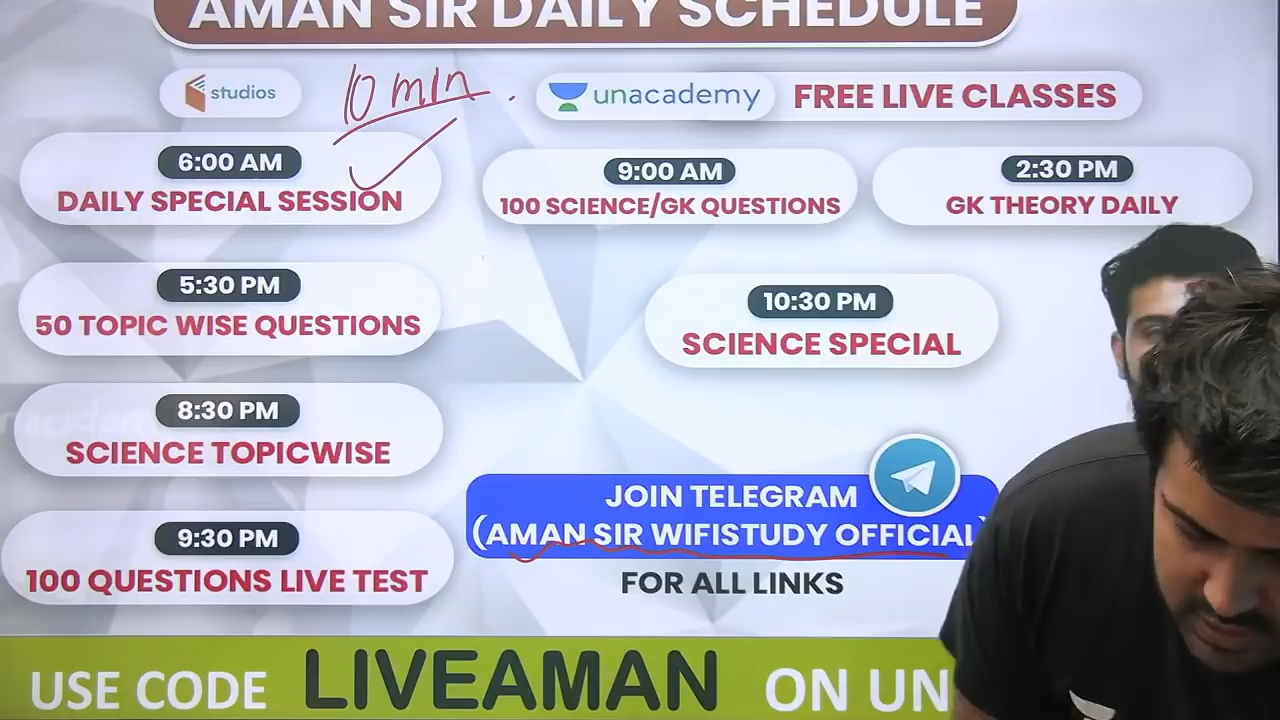 AMAN SIR DAILY SCHEDULE
studios
10 min
unacademy
FREE LIVE CLASSES
6:00 AM
DAILY SPECIAL SESSION
9:00 AM
100 SCIENCE/GK QUESTIONS
2:30 PM
GK THEORY DAILY
5:30 PM
50 TOPIC WISE QUESTIONS
10:30 PM
SCIENCE SPECIAL
8:30 PM
SCIENCE TOPICWISE
9:30 PM
100 QUESTIONS LIVE TEST
JOIN TELEGRAM
(AMAN SIR WIFISTUDY OFFICIAL)
FOR ALL LINKS
USE CODE LIVEAMAN ON UN